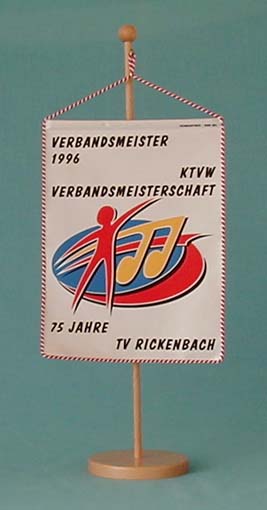 VERBANDSMEISTER
1996
KTVW
VERBANDSMEISTERSCHAFT
75 JAHRE
TV RICKENBACH